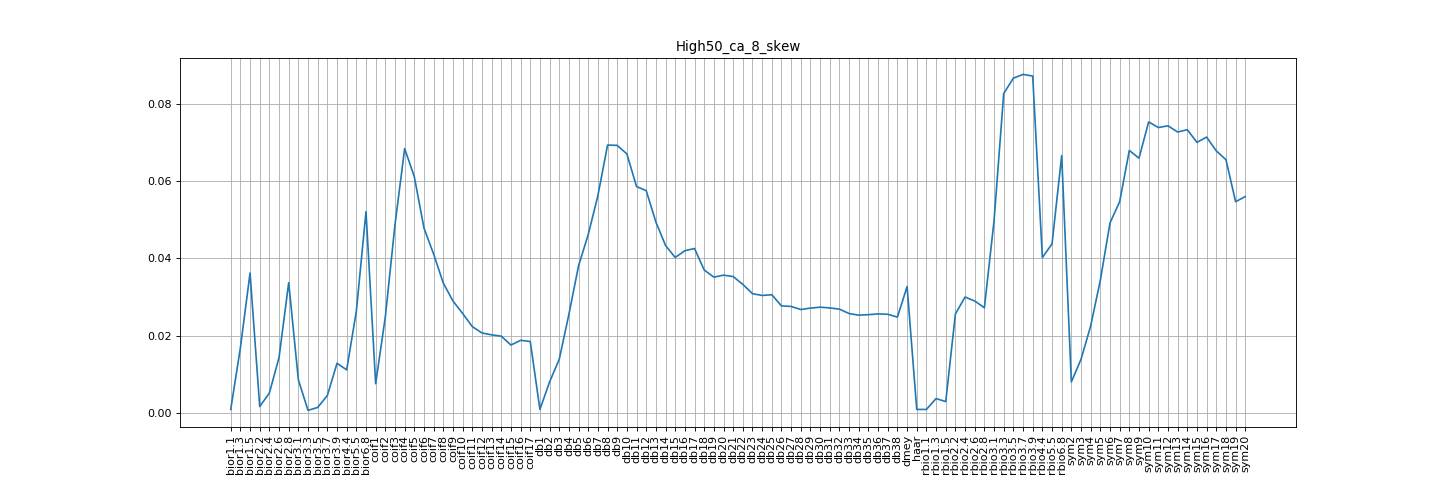 High50_ca_8_skew
0.08
0.06
0.04
0.02
0.00
bior1.1
bior1.3
bior1.5
bior2.2
bior2.4
bior2.6
bior2.8
bior3.1
bior3.3
bior3.5
bior3.7
bior3.9
bior4.4
bior5.5
bior6.8
coif1
coif2
coif3
coif4
coif5
coif6
coif7
coif8
coif9
coif10
coif11
coif12
coif13
coif14
coif15
coif16
coif17
db1
db2
db3
db4
db5
db6
db7
db8
db9
db10
db11
db12
db13
db14
db15
db16
db17
db18
db19
db20
db21
db22
db23
db24
db25
db26
db27
db28
db29
db30
db31
db32
db33
db34
db35
db36
db37
db38
dmey
haar
rbio1.1
rbio1.3
rbio1.5
rbio2.2
rbio2.4
rbio2.6
rbio2.8
rbio3.1
rbio3.3
rbio3.5
rbio3.7
rbio3.9
rbio4.4
rbio5.5
rbio6.8
sym2
sym3
sym4
sym5
sym6
sym7
sym8
sym9
sym10
sym11
sym12
sym13
sym14
sym15
sym16
sym17
sym18
sym19
sym20